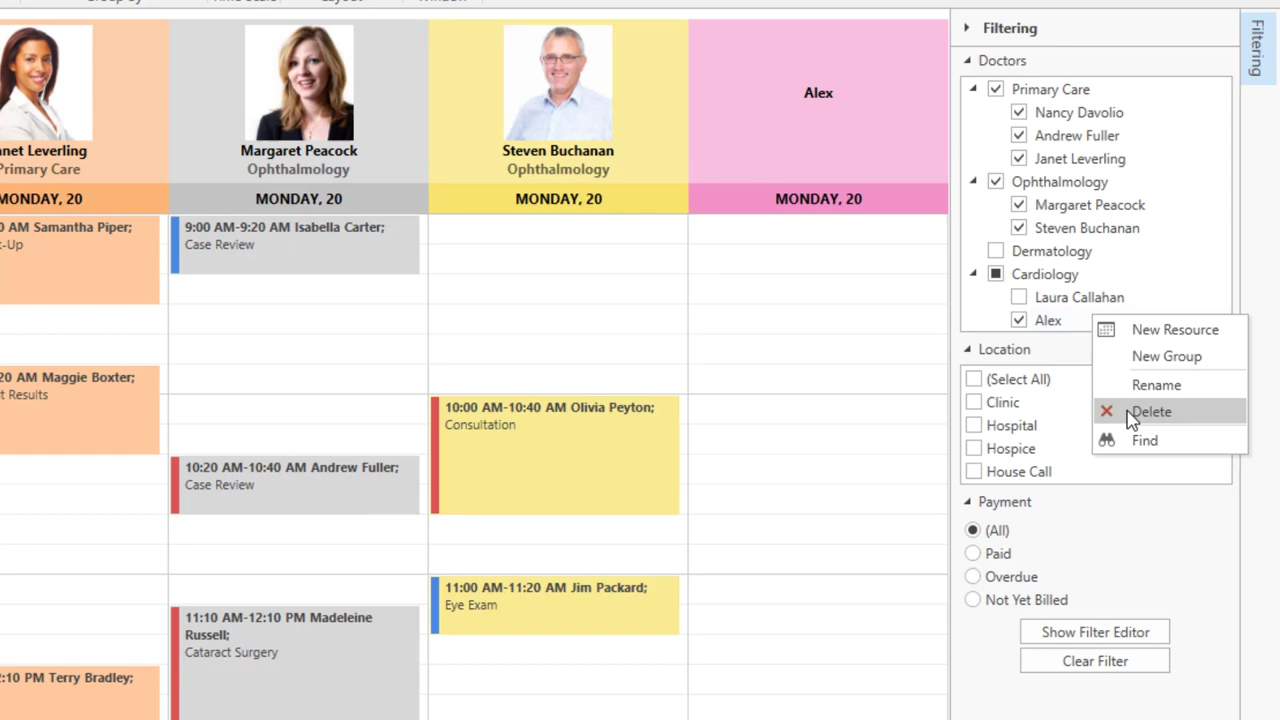 Filtering
Filtering
Doctors
Primary Care
Nancy Davolio
Andrew Fuller
Janet Leverling
Ophthalmology
Margaret Peacock
Steven Buchanan
Dermatology
Cardiology
Laura Callahan
Alex
New Resource
New Group
Rename
Delete
Find
Location
(Select All)
Clinic
Hospital
Hospice
House Call
Payment
(All)
Paid
Overdue
Not Yet Billed
Show Filter Editor
Clear Filter
anet Leverling
Primary Care
MONDAY, 20
0 AM Samantha Piper;
-Up
20 AM Maggie Boxter;
t Results
:10 PM Terry Bradley;
Margaret Peacock
Ophthalmology
MONDAY, 20
9:00 AM-9:20 AM Isabella Carter;
Case Review
10:20 AM-10:40 AM Andrew Fuller;
Case Review
11:10 AM-12:10 PM Madeleine
Russell;
Cataract Surgery
Steven Buchanan
Ophthalmology
MONDAY, 20
10:00 AM-10:40 AM Olivia Peyton;
Consultation
11:00 AM-11:20 AM Jim Packard;
Eye Exam
Alex
MONDAY, 20